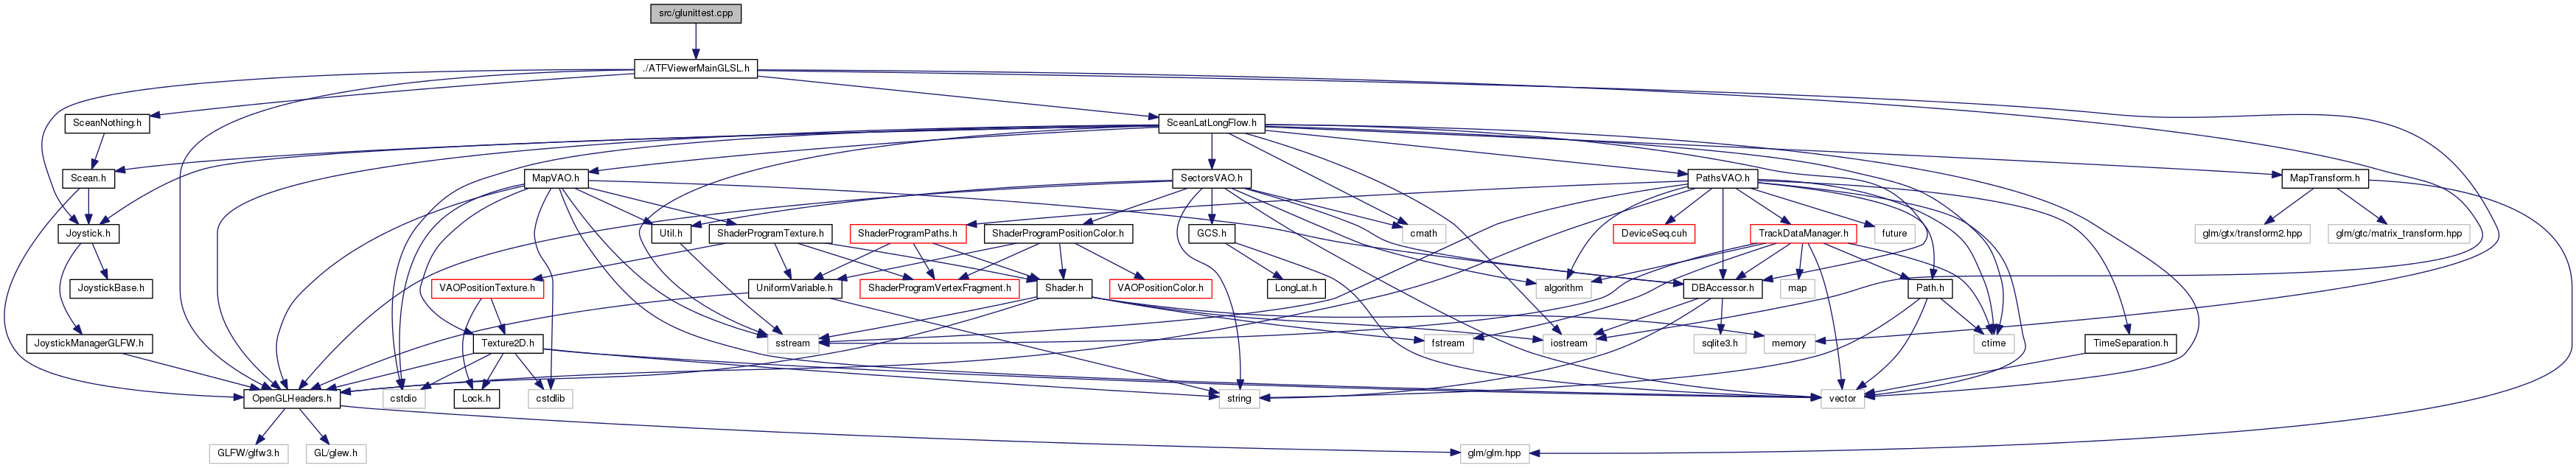 src/glunittest.cpp
./ATFViewerMainGLSL.h
SceanNothing.h
SceanLatLongFlow.h
Scean.h
MapVAO.h
SectorsVAO.h
PathsVAO.h
MapTransform.h
Joystick.h
Util.h
ShaderProgramTexture.h
ShaderProgramPaths.h
ShaderProgramPositionColor.h
GCS.h
cmath
DeviceSeq.cuh
TrackDataManager.h
future
glm/gtx/transform2.hpp
glm/gtc/matrix_transform.hpp
JoystickBase.h
VAOPositionTexture.h
UniformVariable.h
ShaderProgramVertexFragment.h
Shader.h
VAOPositionColor.h
LongLat.h
algorithm
DBAccessor.h
map
Path.h
JoystickManagerGLFW.h
Texture2D.h
sstream
fstream
iostream
sqlite3.h
memory
ctime
TimeSeparation.h
OpenGLHeaders.h
cstdio
Lock.h
cstdlib
string
vector
GLFW/glfw3.h
GL/glew.h
glm/glm.hpp